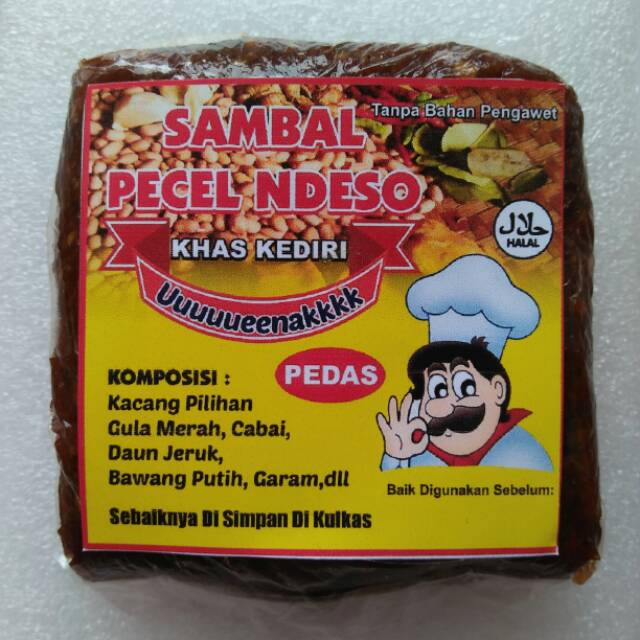 SAMBAL
Tanpa Bahan Pengawet
PECEL NDESO
KHAS KEDIRI
حلال
HALAL
Uuuuuueenakkkk
PEDAS
KOMPOSISI :
Kacang Pilihan
Gula Merah, Cabai,
Daun Jeruk,
Bawang Putih, Garam,dll
Baik Digunakan Sebelum:
Sebaiknya Di Simpan Di Kulkas